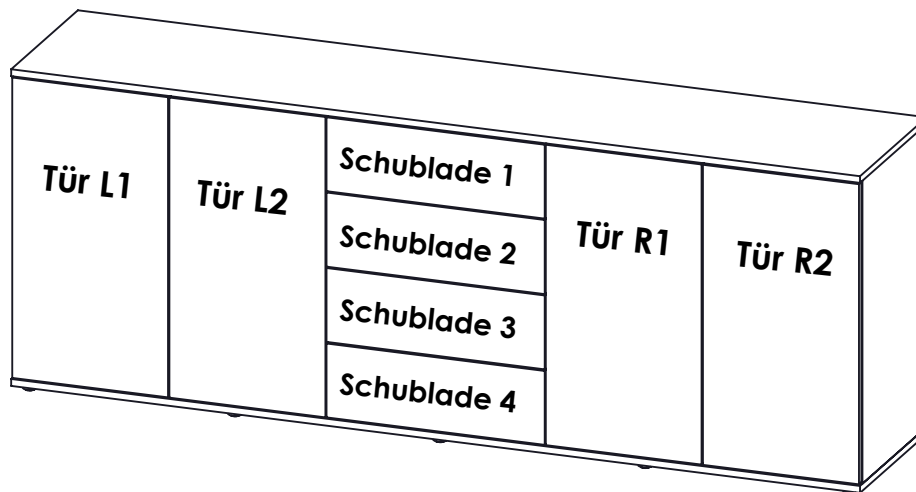 Tür L1
Tür L2
Schublade 1
Schublade 2
Schublade 3
Schublade 4
Tür R1
Tür R2